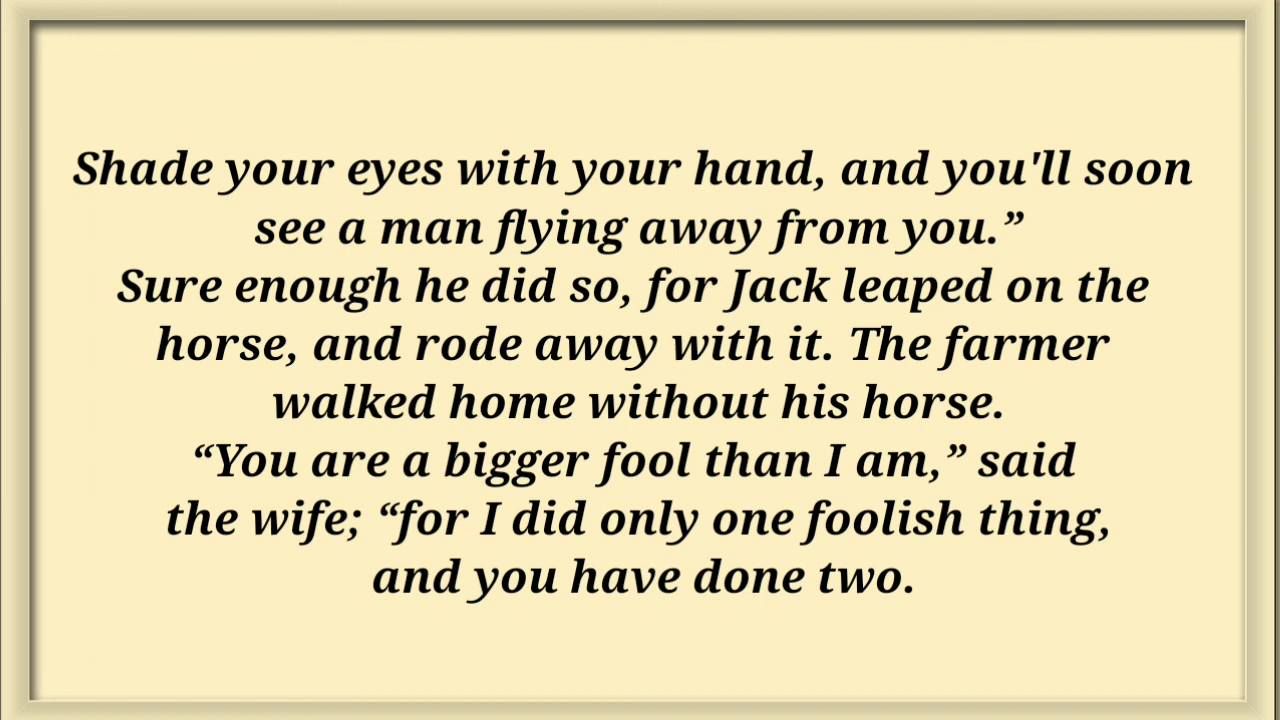 Shade your eyes with your hand, and you'll soon
see a man flying away from you.”
Sure enough he did so, for Jack leaped on the
horse, and rode away with it. The farmer
walked home without his horse.
“You are a bigger fool than I am,” said
the wife; “for I did only one foolish thing,
and you have done two.